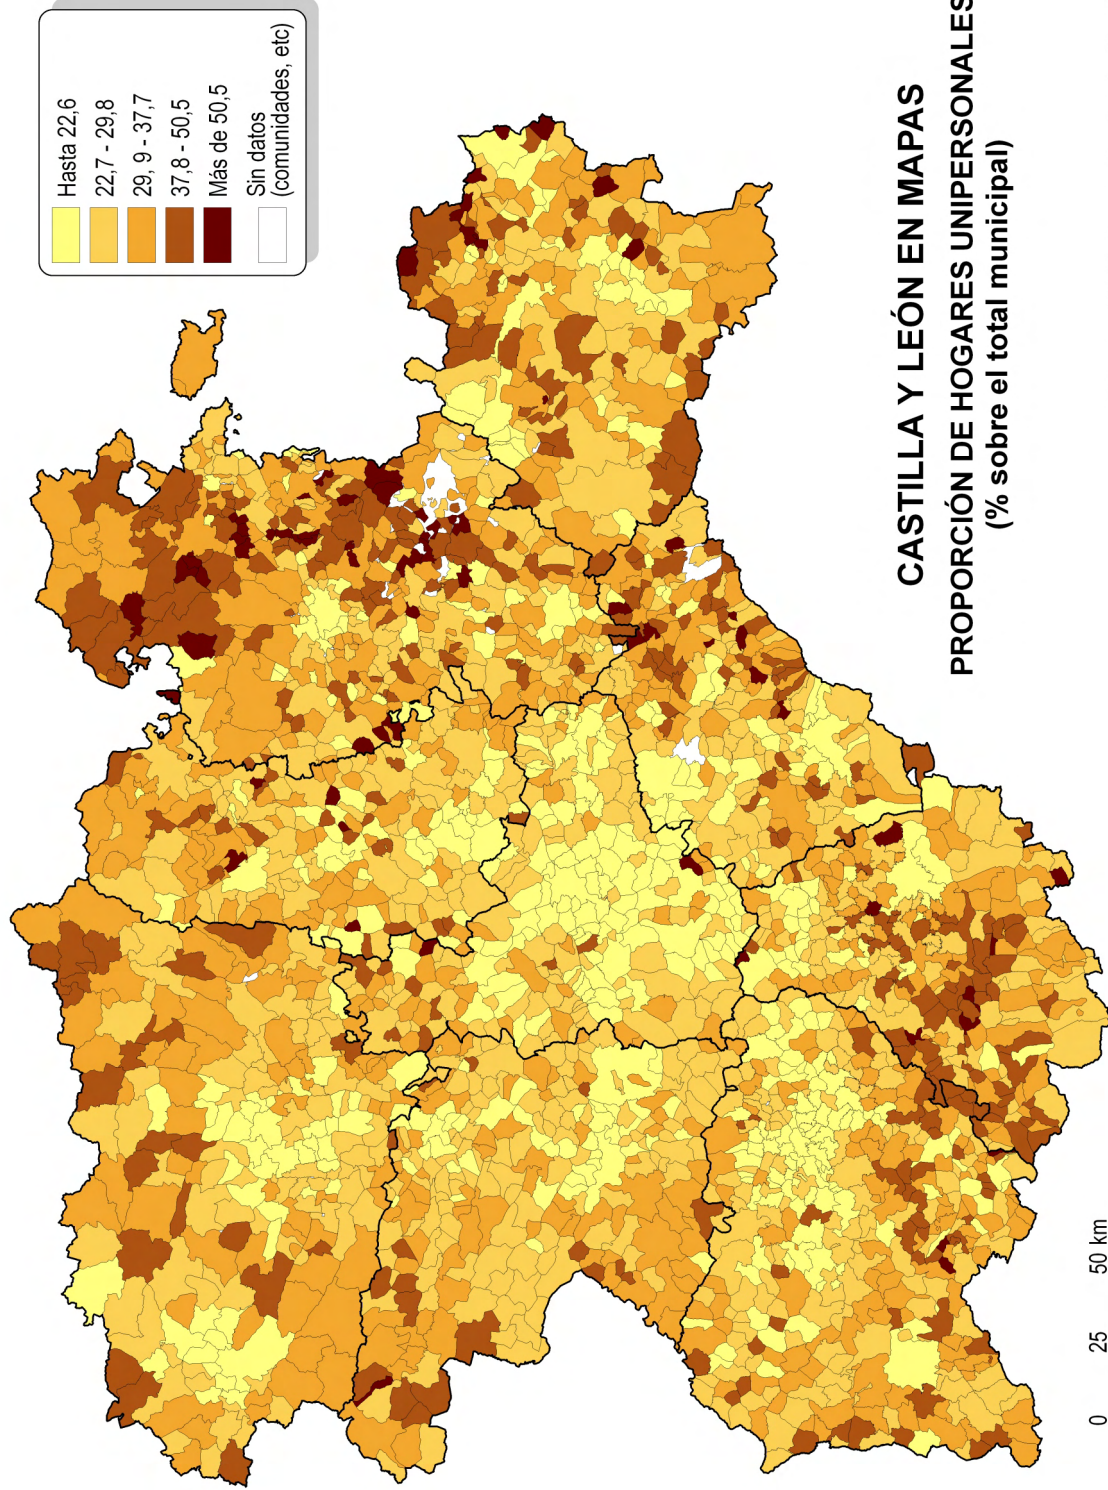 Hasta 22,6
22,7 - 29,8
29, 9 - 37,7
37,8 - 50,5
Más de 50,5
Sin datos
(comunidades, etc)
CASTILLA Y LEÓN EN MAPAS
PROPORCIÓN DE HOGARES UNIPERSONALES
(% sobre el total municipal)
0 25 50 km